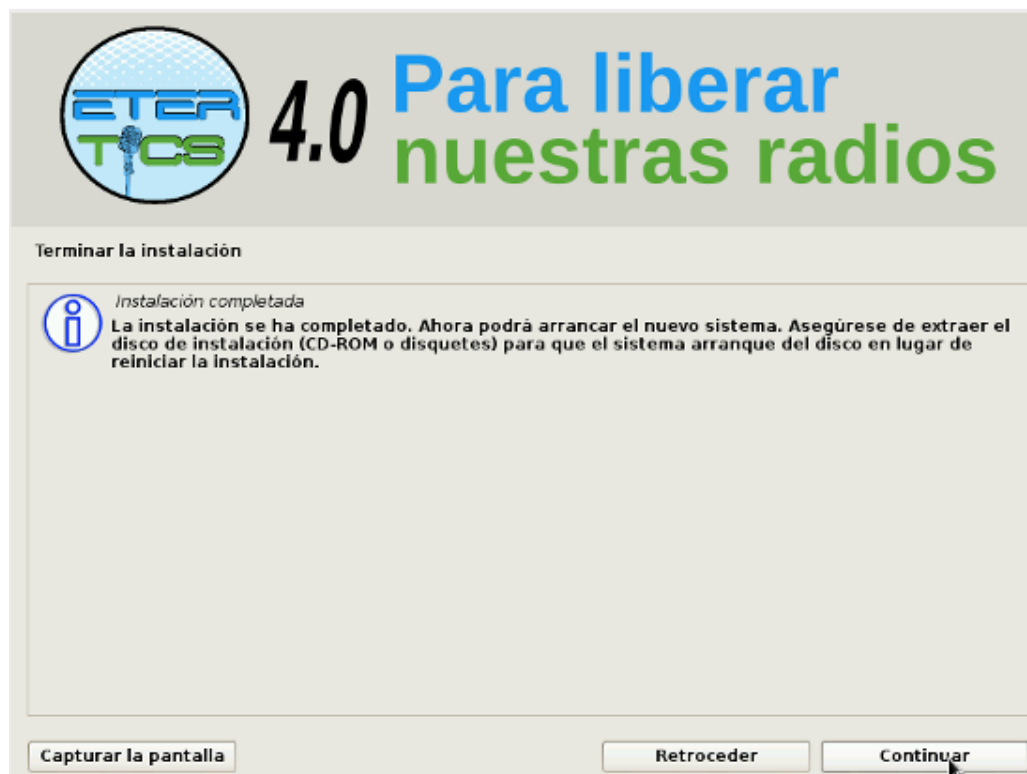 ETER
TICS
4.0
Para liberar
nuestras radios
Terminar la instalación
Instalación completada
La instalación se ha completado. Ahora podrá arrancar el nuevo sistema. Asegúrese de extraer el
disco de instalación (CD-ROM o disquetes) para que el sistema arranque del disco en lugar de
reiniciar la instalación.
Capturar la pantalla
Retroceder
Continuar